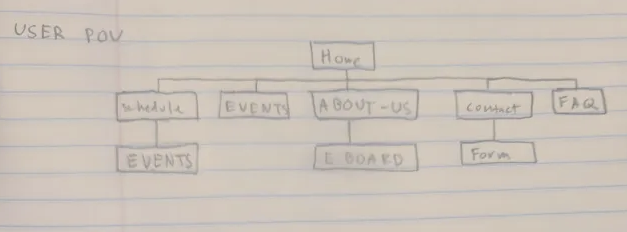 USER POV
Home
Schedule EVENTS ABOUT-US Contact FAQ
EVENTS E BOARD Form